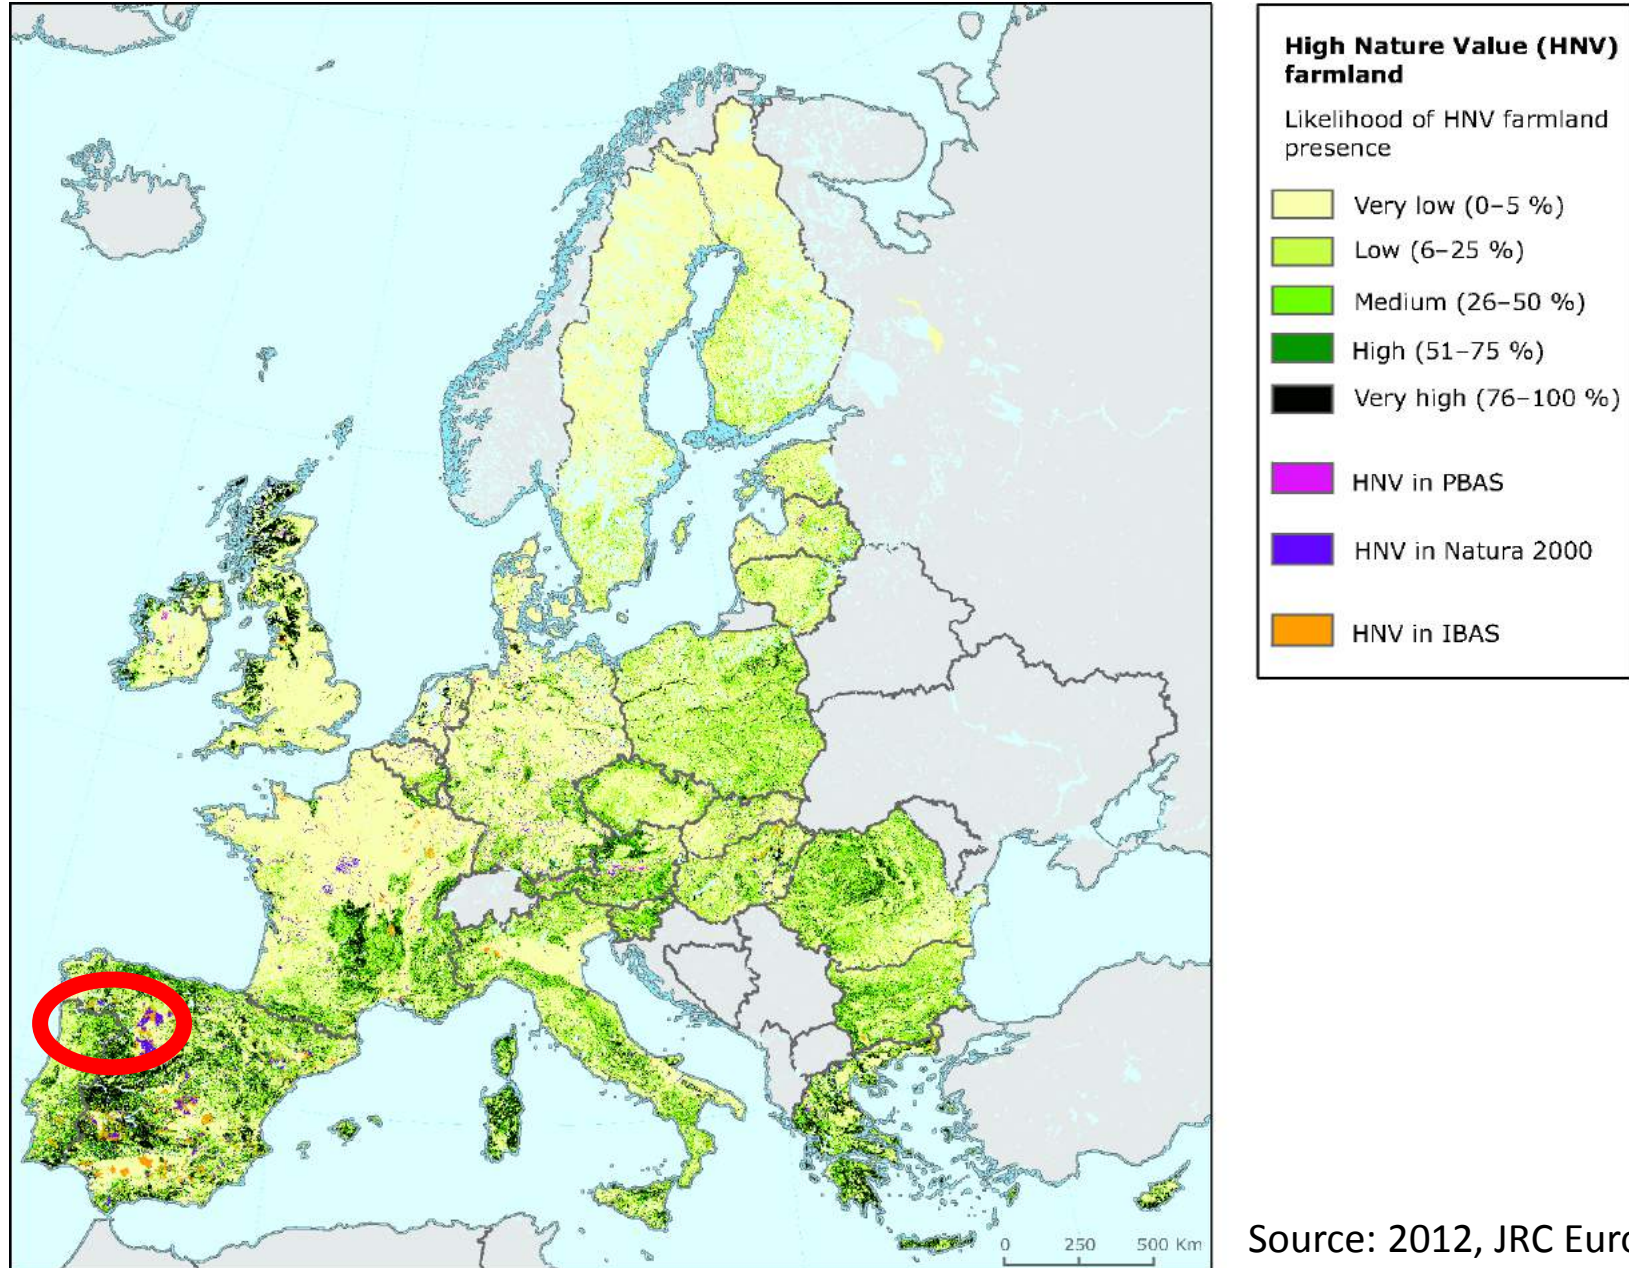 High Nature Value (HNV)
farmland
Likelihood of HNV farmland
presence
Very low (0–5 %)
Low (6–25 %)
Medium (26–50 %)
High (51–75 %)
Very high (76–100 %)
HNV in PBAS
HNV in Natura 2000
HNV in IBAS
0 250 500 Km
Source: 2012, JRC Euro